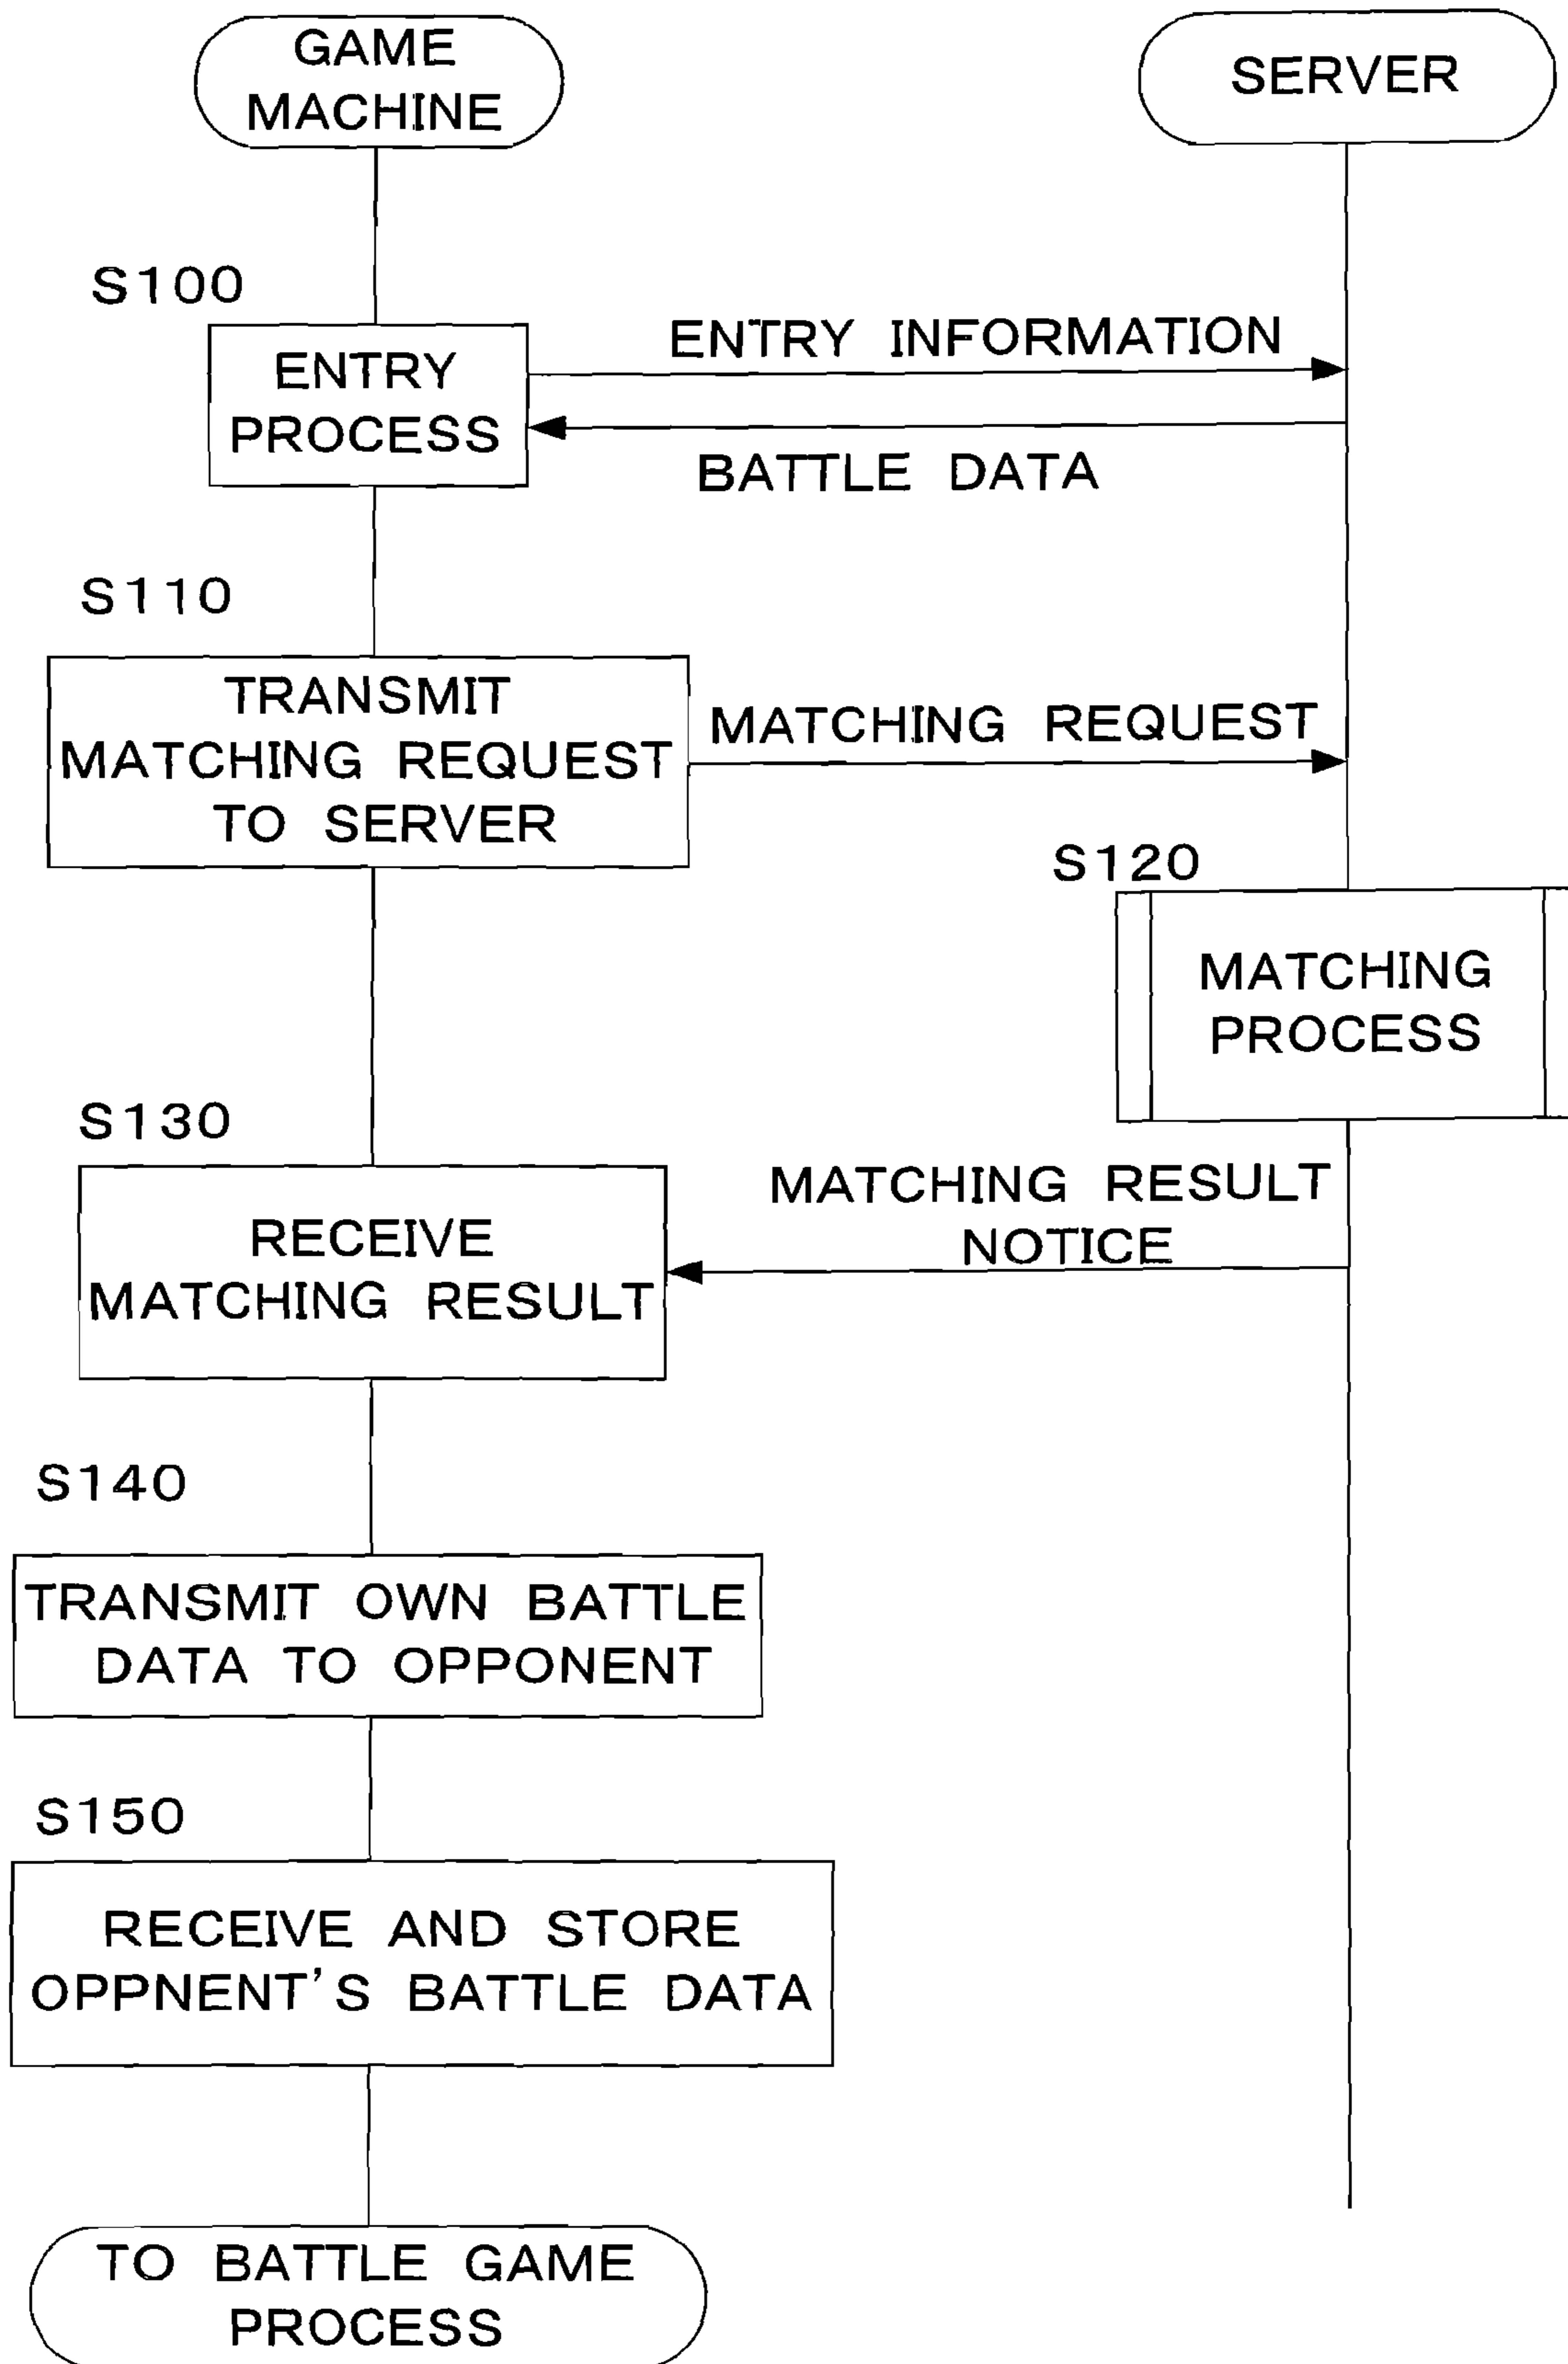 GAME
MACHINE
SERVER
S100
ENTRY
PROCESS
ENTRY INFORMATION
BATTLE DATA
S110
TRANSMIT
MATCHING REQUEST
TO SERVER
MATCHING REQUEST
S120
MATCHING
PROCESS
S130
RECEIVE
MATCHING RESULT
MATCHING RESULT
NOTICE
S140
TRANSMIT OWN BATTLE
DATA TO OPPONENT
S150
RECEIVE AND STORE
OPPNENT'S BATTLE DATA
TO BATTLE GAME
PROCESS